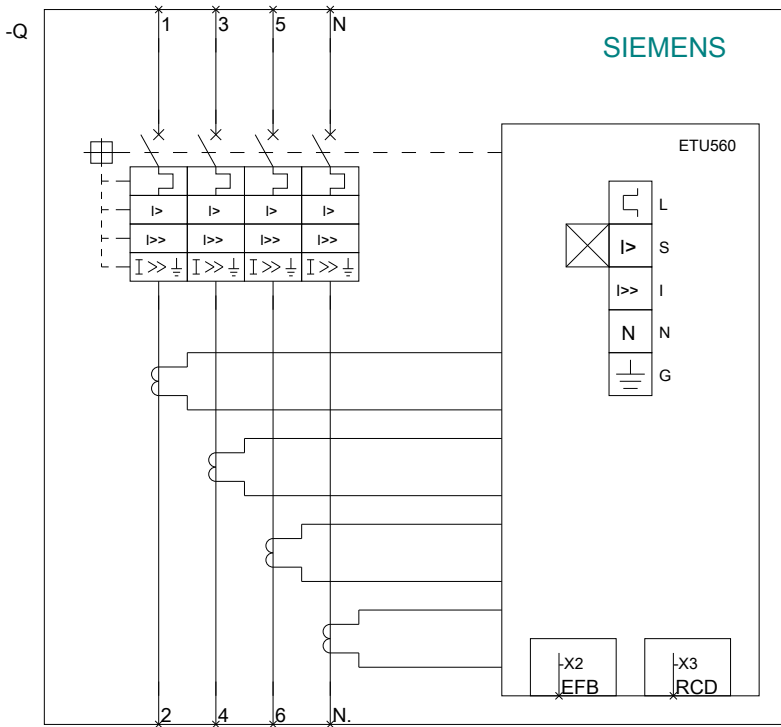 1 3 5 N
-Q
SIEMENS
ETU560
L
I> I> I> I> I> S
I>> I>> I>> I>> I>> I
I >> I >> I >> I >>
N N
G
-X2 -X3
EFB RCD
2 4 6 N.